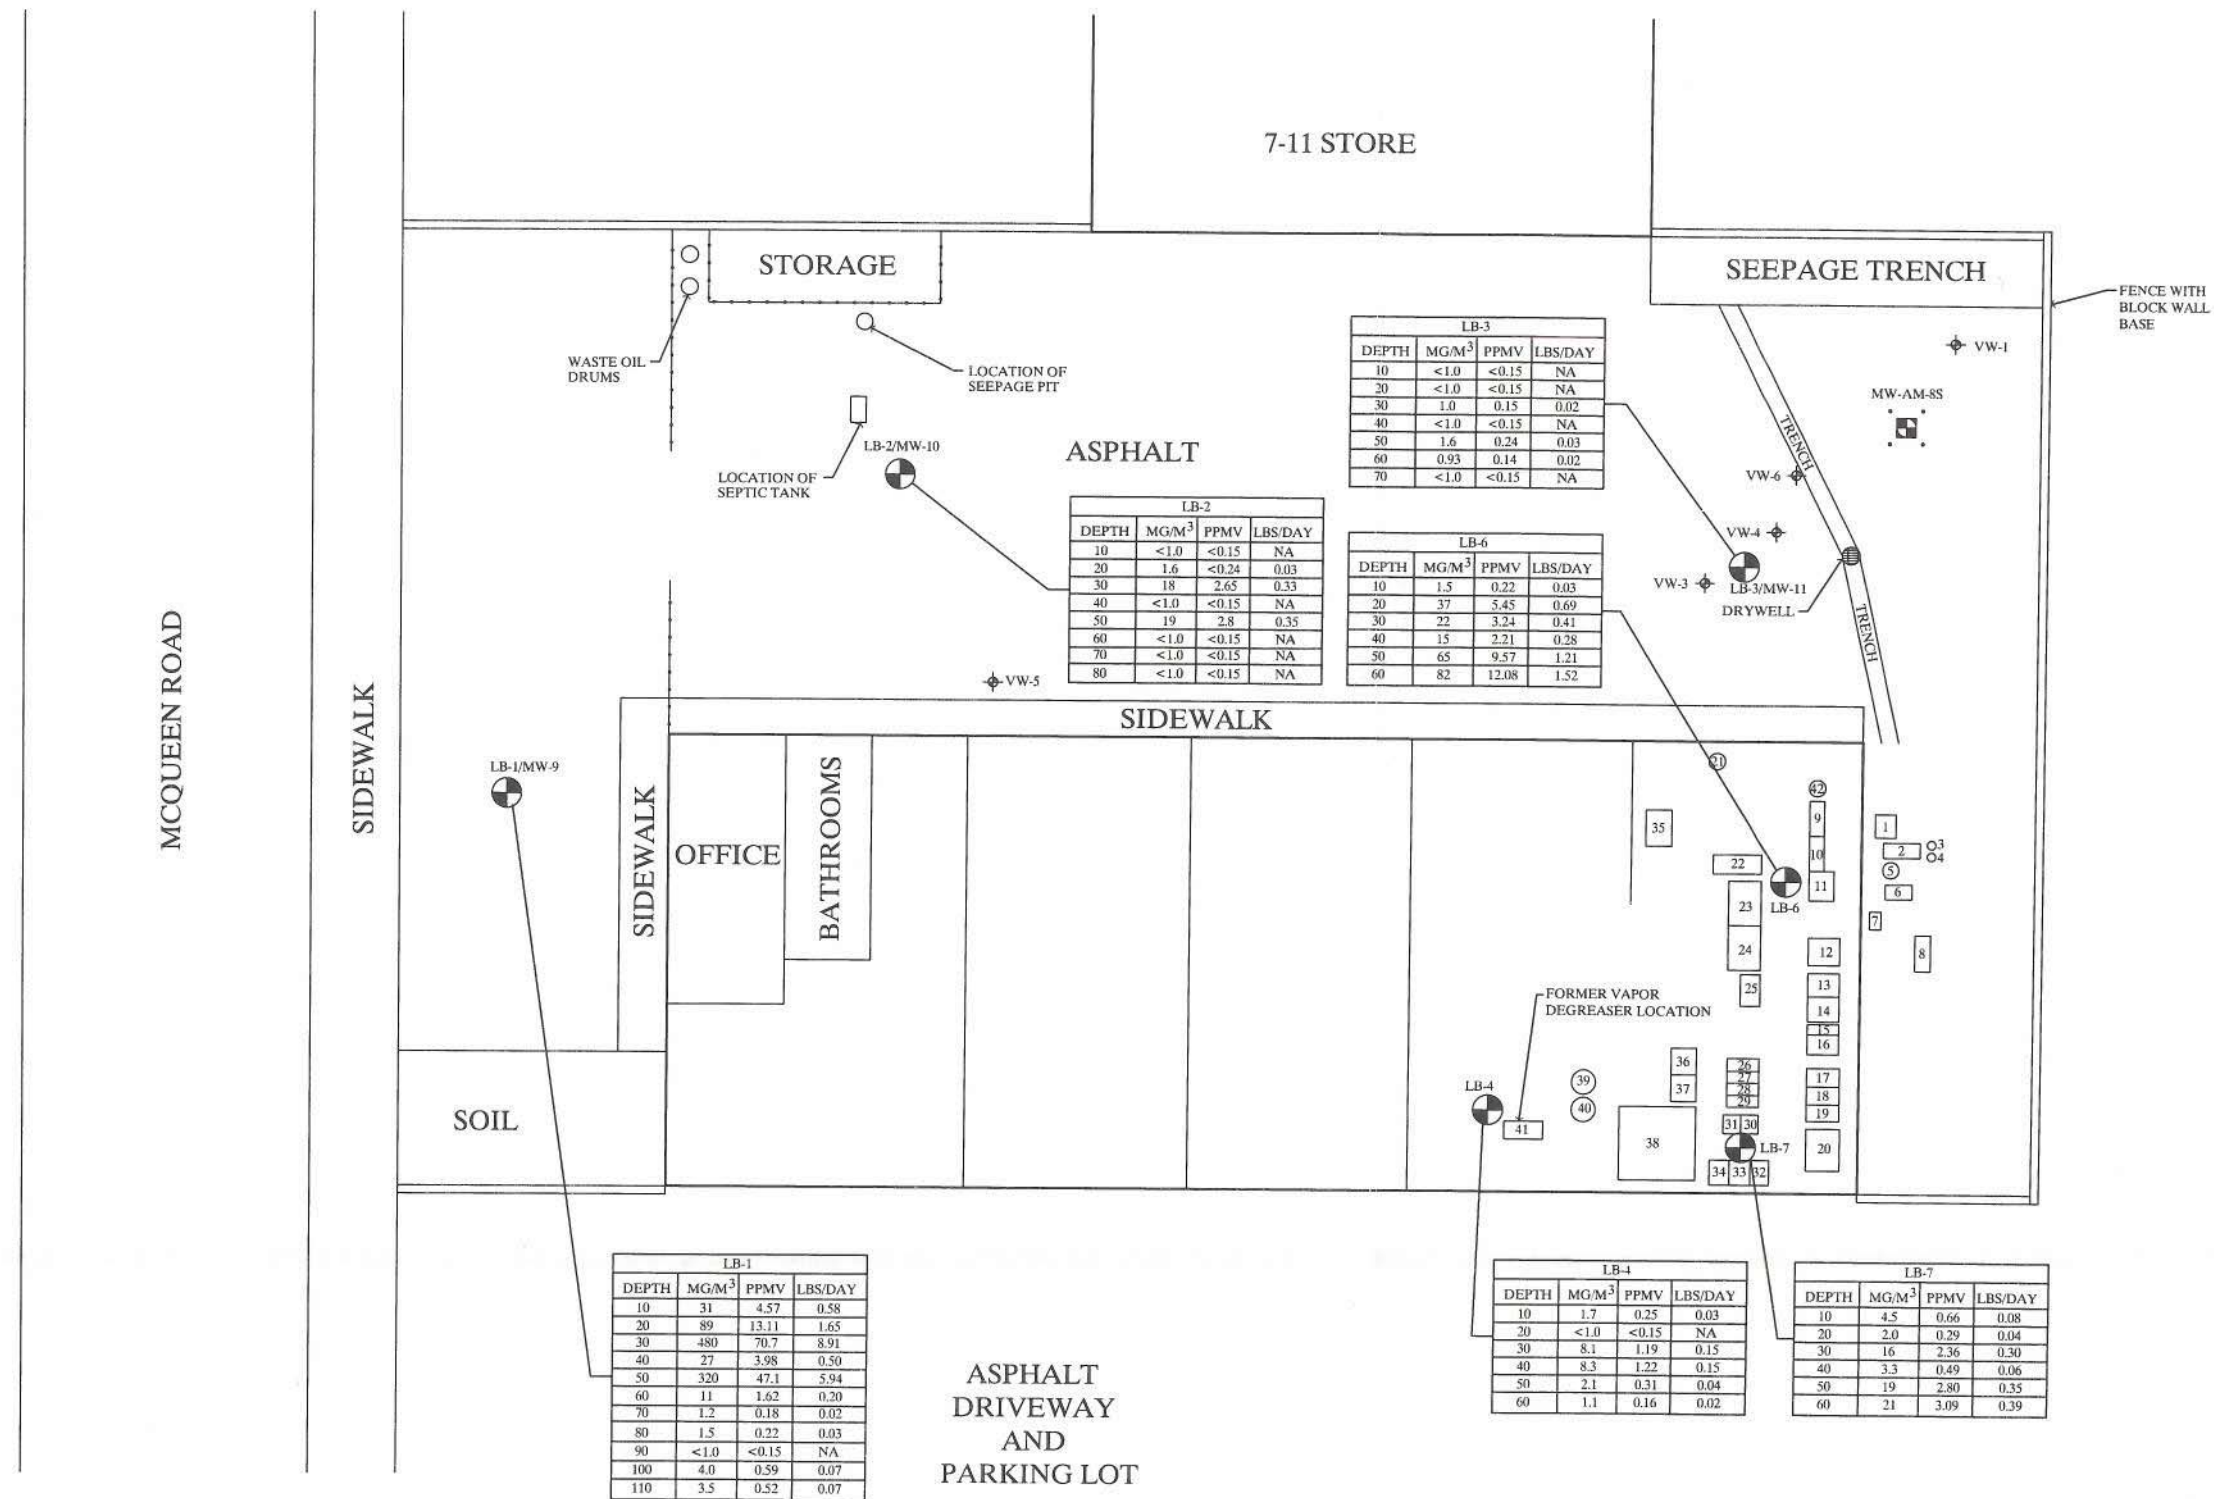 7-11 STORE
STORAGE
SEEPAGE TRENCH
FENCE WITH
BLOCK WALL
BASE
WASTE OIL
DRUMS
LOCATION OF
SEEPAGE PIT
LOCATION OF
SEPTIC TANK
LB-2/MW-10
ASPHALT
VW-1
MW-AM-8S
TRENCH
VW-6
VW-4
VW-3
LB-3/MW-11
DRYWELL
TRENCH
LB-3
DEPTH MG/M³ PPMV LBS/DAY
10 <1.0 <0.15 NA
20 <1.0 <0.15 NA
30 1.0 0.15 0.02
40 <1.0 <0.15 NA
50 1.6 0.24 0.03
60 0.93 0.14 0.02
70 <1.0 <0.15 NA
LB-2
DEPTH MG/M³ PPMV LBS/DAY
10 <1.0 <0.15 NA
20 1.6 <0.24 0.03
30 18 2.65 0.33
40 <1.0 <0.15 NA
50 19 2.8 0.35
60 <1.0 <0.15 NA
70 <1.0 <0.15 NA
80 <1.0 <0.15 NA
LB-6
DEPTH MG/M³ PPMV LBS/DAY
10 1.5 0.22 0.03
20 37 5.45 0.69
30 22 3.24 0.41
40 15 2.21 0.28
50 65 9.57 1.21
60 82 12.08 1.52
VW-5
SIDEWALK
MCQUEEN ROAD
SIDEWALK
LB-1/MW-9
SIDEWALK
OFFICE
BATHROOMS
SOIL
21
42
35
9
10
11
22
23
24
25
LB-6
1
2
3
4
5
6
7
8
12
13
14
15
16
17
18
19
20
FORMER VAPOR
DEGREASER LOCATION
LB-4
41
39
40
36
37
38
26
27
28
29
31 30
LB-7
34 33 32
LB-1
DEPTH MG/M³ PPMV LBS/DAY
10 31 4.57 0.58
20 89 13.11 1.65
30 480 70.7 8.91
40 27 3.98 0.50
50 320 47.1 5.94
60 11 1.62 0.20
70 1.2 0.18 0.02
80 1.5 0.22 0.03
90 <1.0 <0.15 NA
100 4.0 0.59 0.07
110 3.5 0.52 0.07
ASPHALT
DRIVEWAY
AND
PARKING LOT
LB-4
DEPTH MG/M³ PPMV LBS/DAY
10 1.7 0.25 0.03
20 <1.0 <0.15 NA
30 8.1 1.19 0.15
40 8.3 1.22 0.15
50 2.1 0.31 0.04
60 1.1 0.16 0.02
LB-7
DEPTH MG/M³ PPMV LBS/DAY
10 4.5 0.66 0.08
20 2.0 0.29 0.04
30 16 2.36 0.30
40 3.3 0.49 0.06
50 19 2.80 0.35
60 21 3.09 0.39